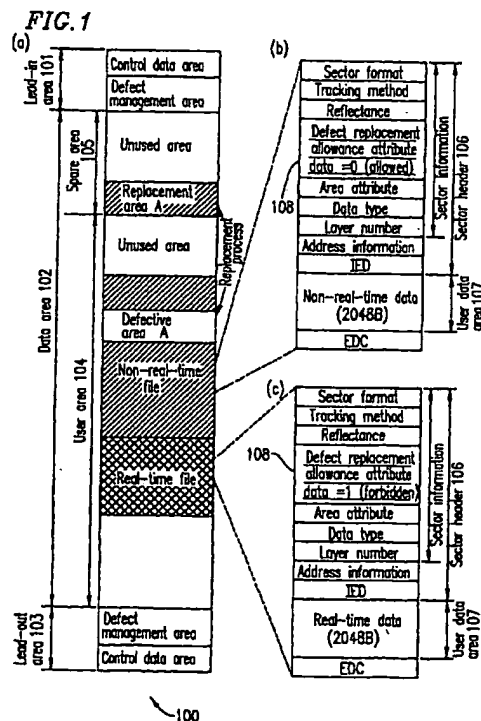 FIG. 1
(a)
Lead-in area 101
Control data area
Defect management area
Data area 102
Spare area 105
Unused area
Replacement area A
Replacement process
User area 104
Unused area
Defective area A
Non-real-time file
Real-time file
Lead-out area 103
Defect management area
Control data area
100
(b)
Sector format
Tracking method
Reflectance
Defect replacement
allowance attribute
data =0 (allowed)
108
Area attribute
Data type
Layer number
Address information
IED
Non-real-time data
(2048B)
EDC
Sector information
Sector header 106
User data area 107
(c)
Sector format
Tracking method
Reflectance
Defect replacement
allowance attribute
data =1 (forbidden)
108
Area attribute
Data type
Layer number
Address information
IED
Real-time data
(2048B)
EDC
Sector information
Sector header 106
User data area 107